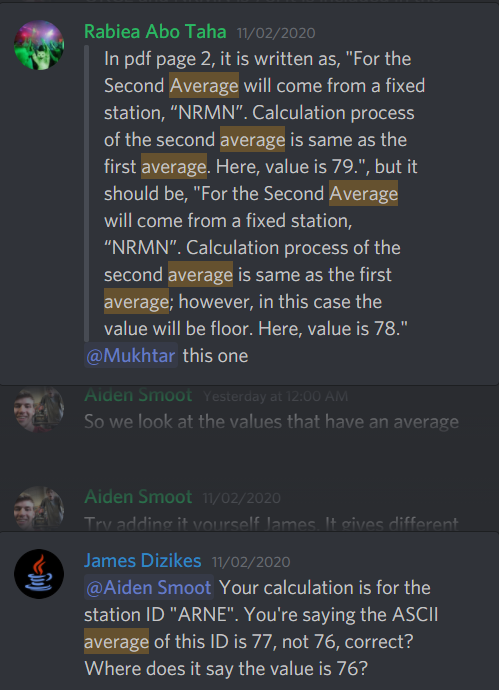 Rabiea Abo Taha 11/02/2020
In pdf page 2, it is written as, "For the
Second Average will come from a fixed
station, “NRMN”. Calculation process
of the second average is same as the
first average. Here, value is 79.", but it
should be, "For the Second Average
will come from a fixed station,
“NRMN”. Calculation process of the
second average is same as the first
average; however, in this case the
value will be floor. Here, value is 78."
@Mukhtar this one
Aiden Smoot Yesterday at 12:00 AM
So we look at the values that have an average
Aiden Smoot 11/02/2020
Try adding it yourself James. It gives different
James Dizikes 11/02/2020
@Aiden Smoot Your calculation is for the
station ID "ARNE". You're saying the ASCII
average of this ID is 77, not 76, correct?
Where does it say the value is 76?